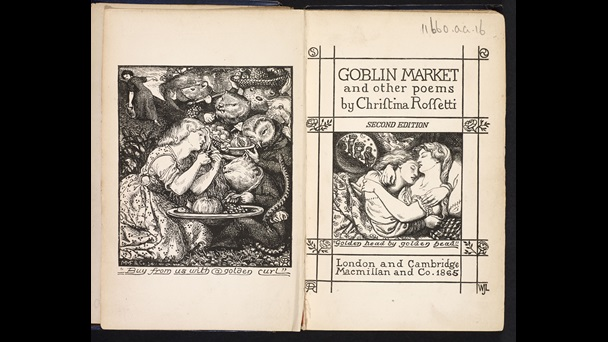 "Buy from us with a golden curl"
11660.aa.16
GOBLIN MARKET
and other poems
by Christina Rossetti
SECOND EDITION
"Golden head by golden head"
London and Cambridge
Macmillan and Co. 1865
WJL